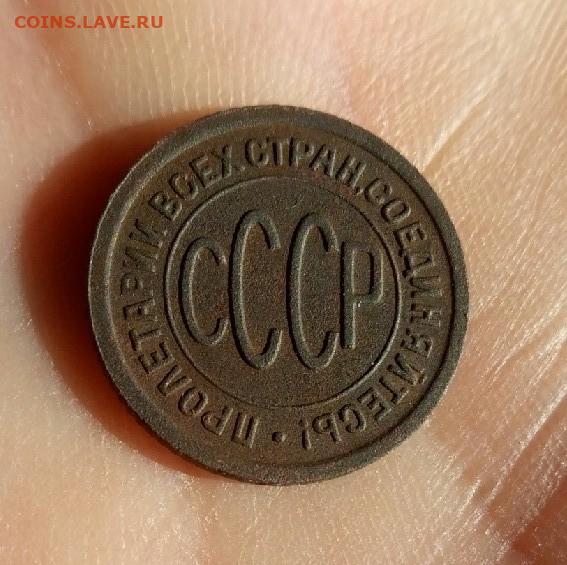 COINS.LAVE.RU
ПРОЛЕТАРИИ ВСЕХ СТРАН, СОЕДИНЯЙТЕСЬ! •
СССР